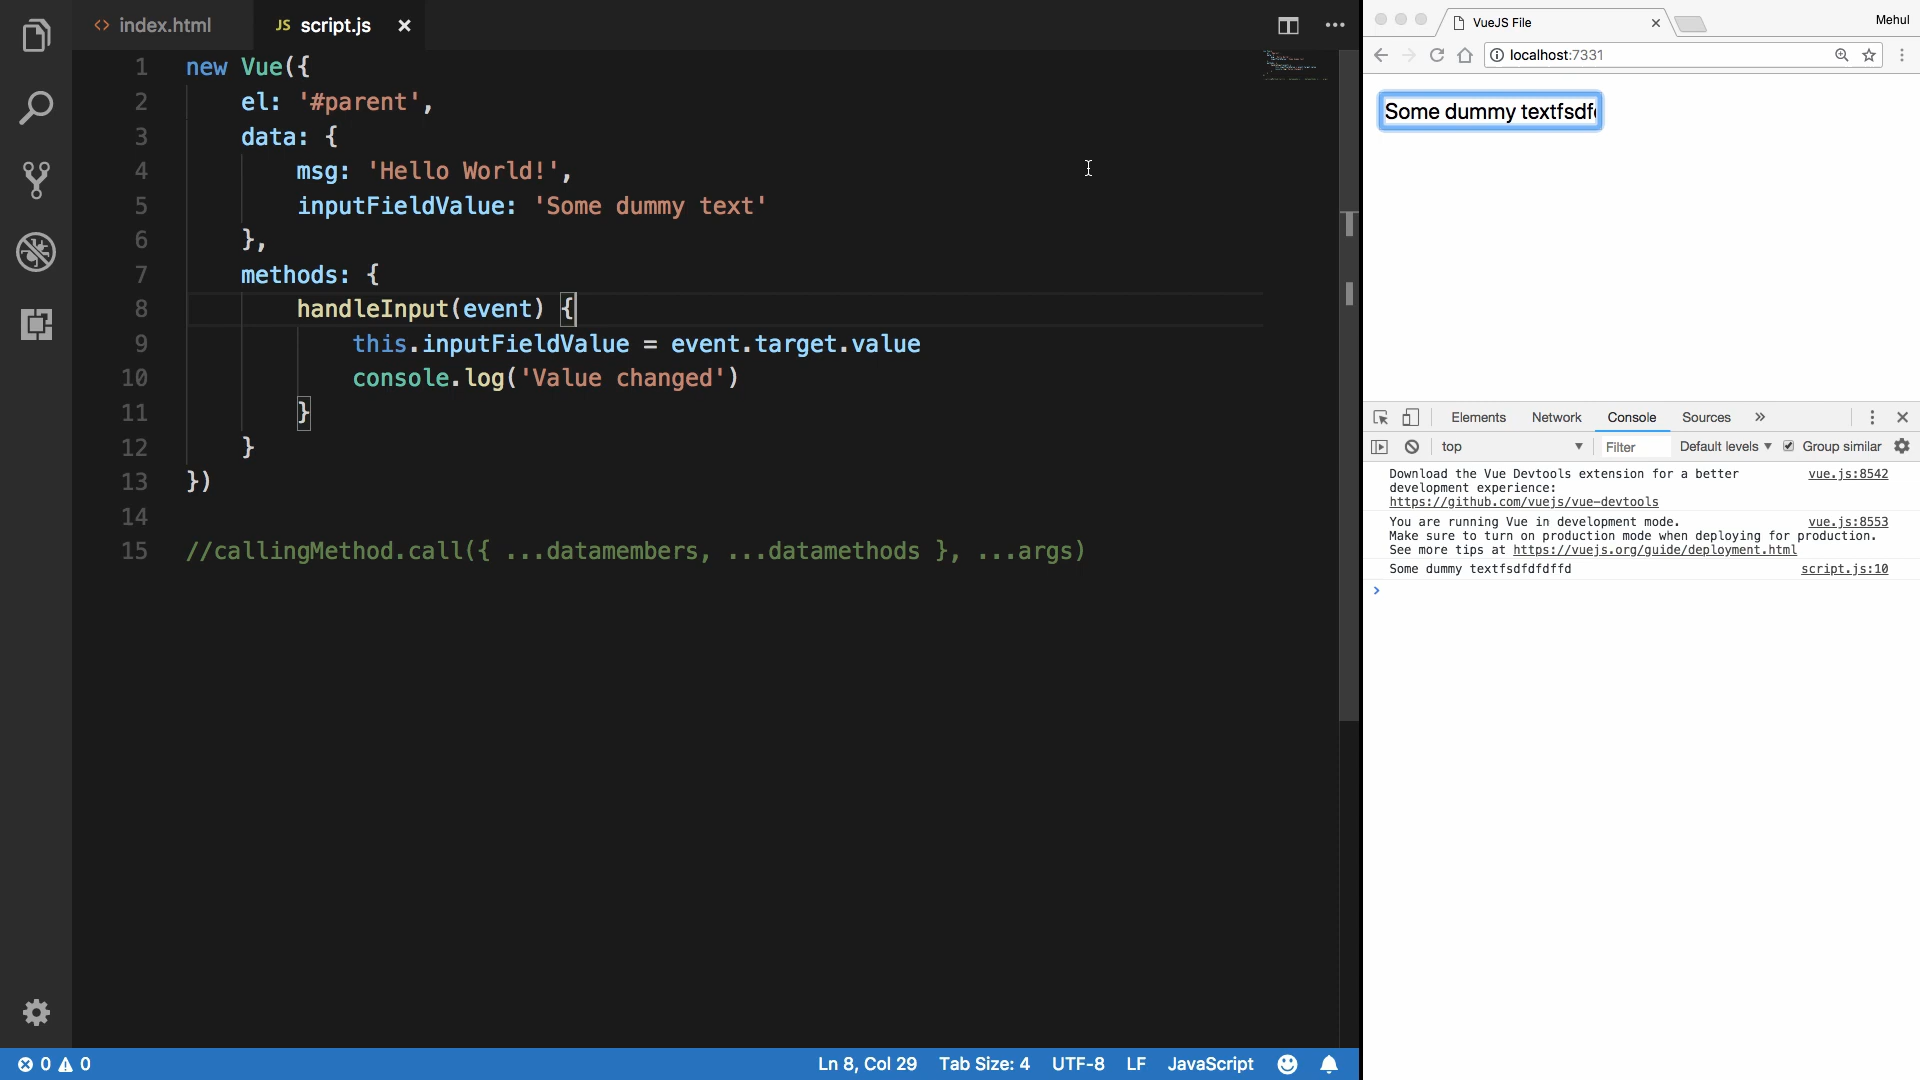 index.html
JS script.js
1 new Vue({
2 el: '#parent',
3 data: {
4 msg: 'Hello World!',
5 inputFieldValue: 'Some dummy text'
6 },
7 methods: {
8 handleInput(event) {
9 this.inputFieldValue = event.target.value
10 console.log('Value changed')
11 }
12 }
13 })
14
15 //callingMethod.call({ ...datamembers, ...datamethods }, ...args)
0 0
Ln 8, Col 29 Tab Size: 4 UTF-8 LF JavaScript
VueJS File
Mehul
localhost:7331
Some dummy textfsdf
Elements Network Console Sources »
top Filter Default levels Group similar
Download the Vue Devtools extension for a better vue.js:8542
development experience:
https://github.com/vuejs/vue-devtools
You are running Vue in development mode. vue.js:8553
Make sure to turn on production mode when deploying for production.
See more tips at https://vuejs.org/guide/deployment.html
Some dummy textfsdfdfdffd script.js:10